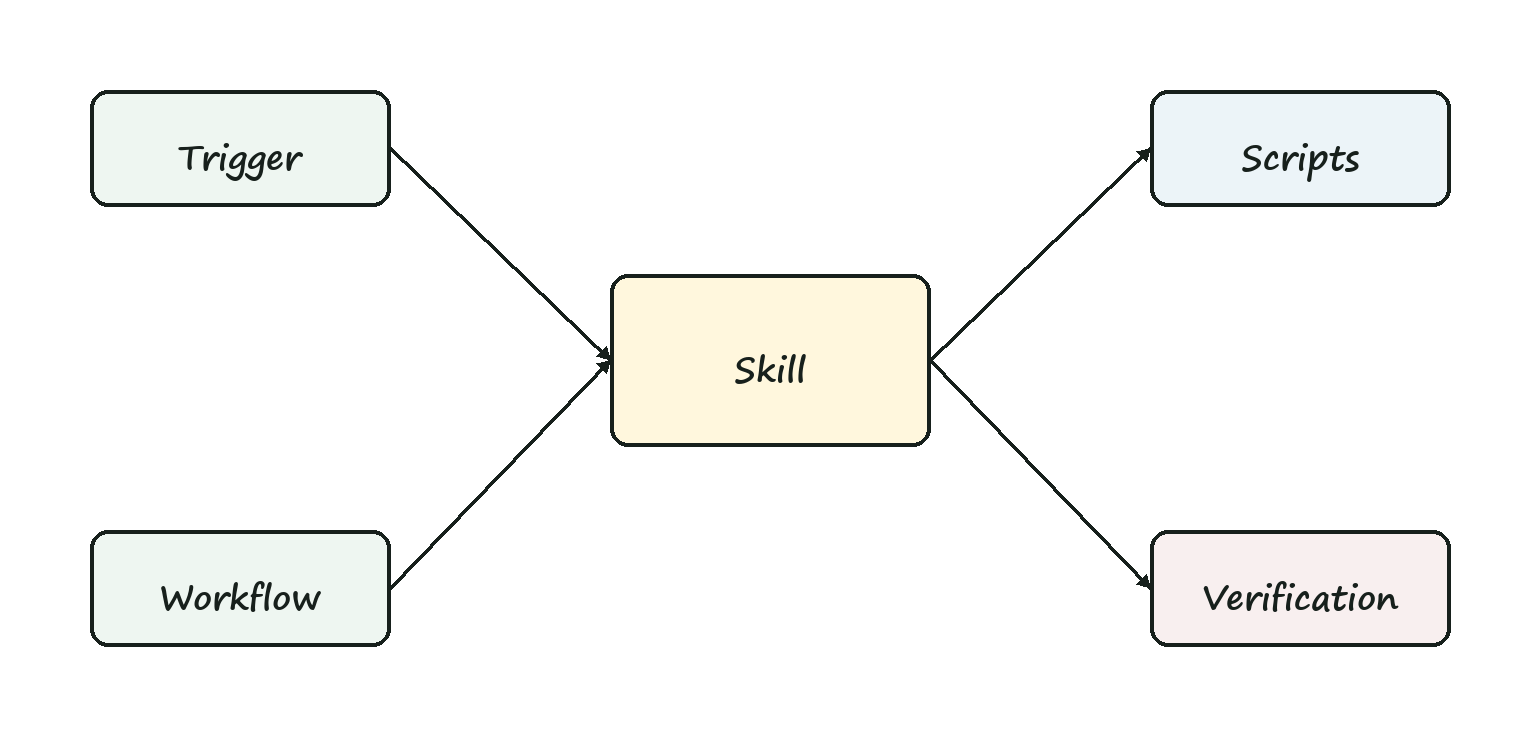 Trigger
Scripts
Skill
Workflow
Verification